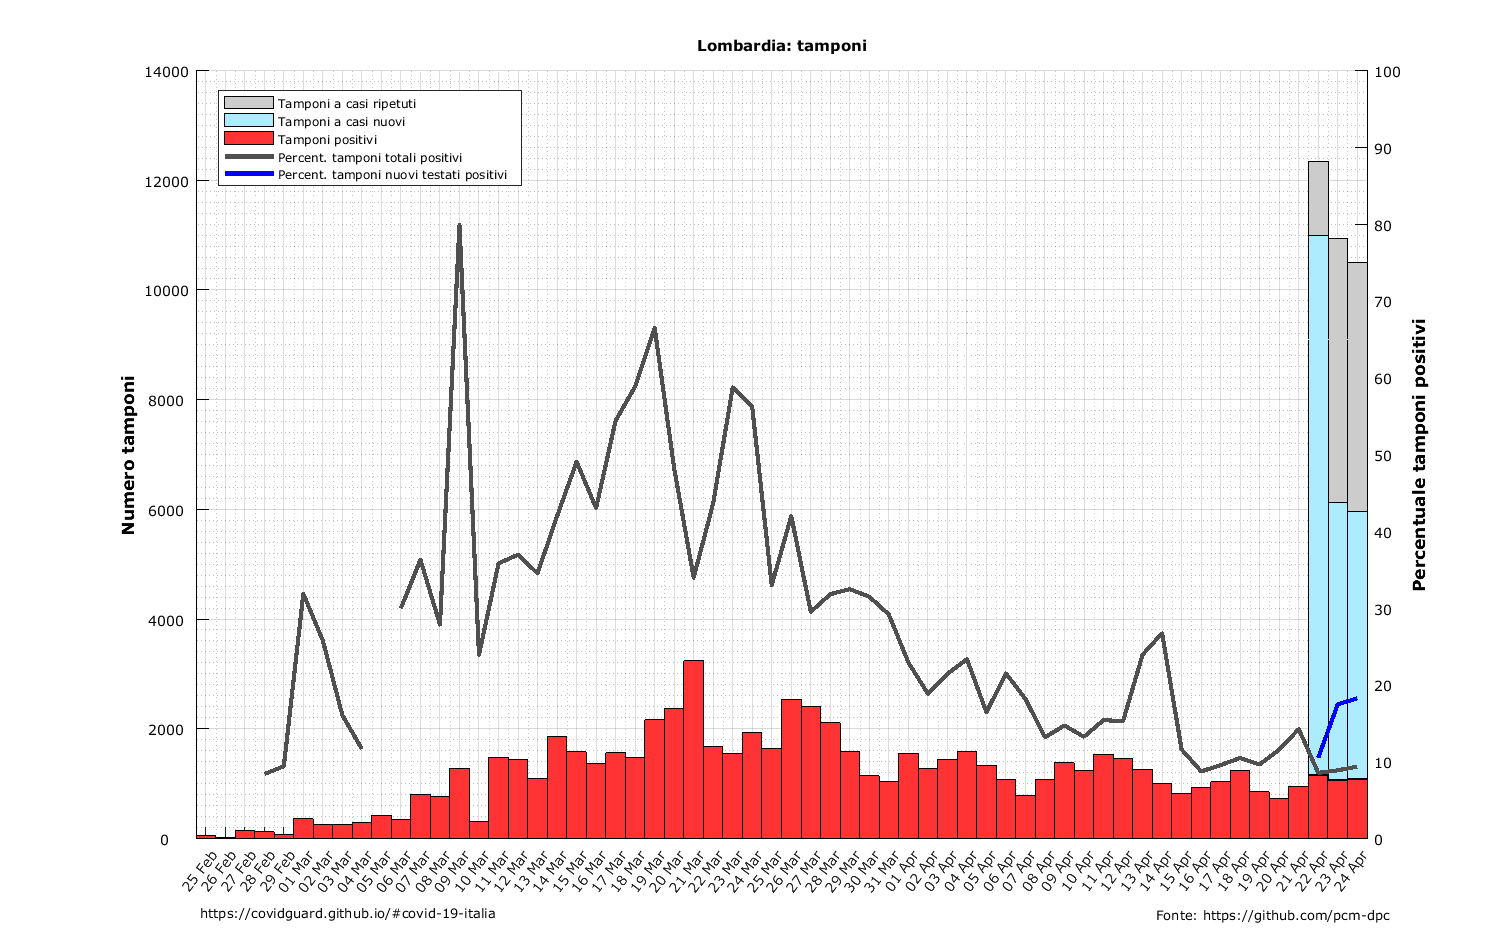 Lombardia: tamponi
14000
12000
10000
8000
6000
4000
2000
0
Numero tamponi
Tamponi a casi ripetuti
Tamponi a casi nuovi
Tamponi positivi
Percent. tamponi totali positivi
Percent. tamponi nuovi testati positivi
100
90
80
70
60
50
40
30
20
10
0
Percentuale tamponi positivi
25 Feb
26 Feb
27 Feb
28 Feb
29 Feb
01 Mar
02 Mar
03 Mar
04 Mar
05 Mar
06 Mar
07 Mar
08 Mar
09 Mar
10 Mar
11 Mar
12 Mar
13 Mar
14 Mar
15 Mar
16 Mar
17 Mar
18 Mar
19 Mar
20 Mar
21 Mar
22 Mar
23 Mar
24 Mar
25 Mar
26 Mar
27 Mar
28 Mar
29 Mar
30 Mar
31 Mar
01 Apr
02 Apr
03 Apr
04 Apr
05 Apr
06 Apr
07 Apr
08 Apr
09 Apr
10 Apr
11 Apr
12 Apr
13 Apr
14 Apr
15 Apr
16 Apr
17 Apr
18 Apr
19 Apr
20 Apr
21 Apr
22 Apr
23 Apr
24 Apr
https://covidguard.github.io/#covid-19-italia
Fonte: https://github.com/pcm-dpc